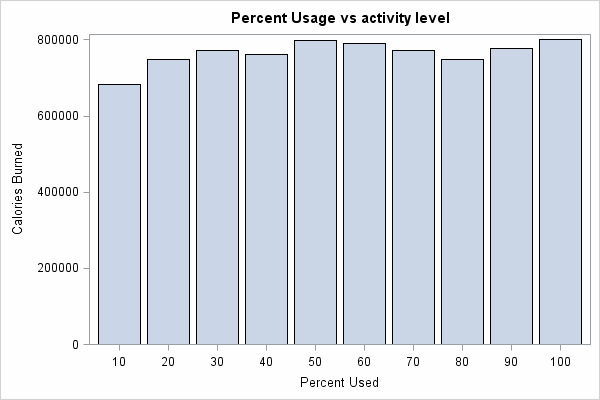 Percent Usage vs activity level
800000
600000
400000
200000
0
Calories Burned
10 20 30 40 50 60 70 80 90 100
Percent Used